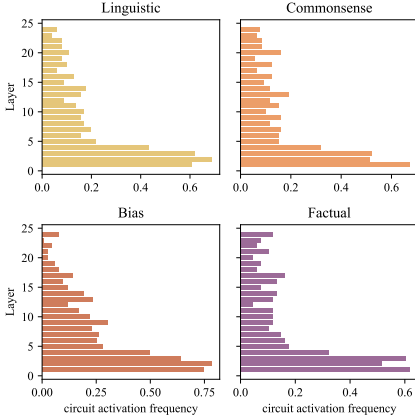 Linguistic
Commonsense
25
20
15
10
5
0
Layer
0.0 0.2 0.4 0.6
0.0 0.2 0.4 0.6
Bias
Factual
25
20
15
10
5
0
Layer
0.00 0.25 0.50 0.75
0.0 0.2 0.4 0.6
circuit activation frequency
circuit activation frequency